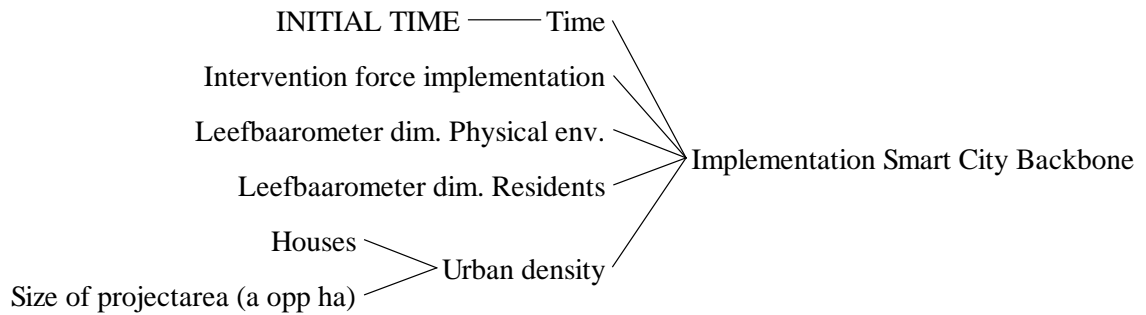 INITIAL TIME Time
Intervention force implementation
Leefbaarometer dim. Physical env.
Implementation Smart City Backbone
Leefbaarometer dim. Residents
Houses
Urban density
Size of projectarea (a opp ha)